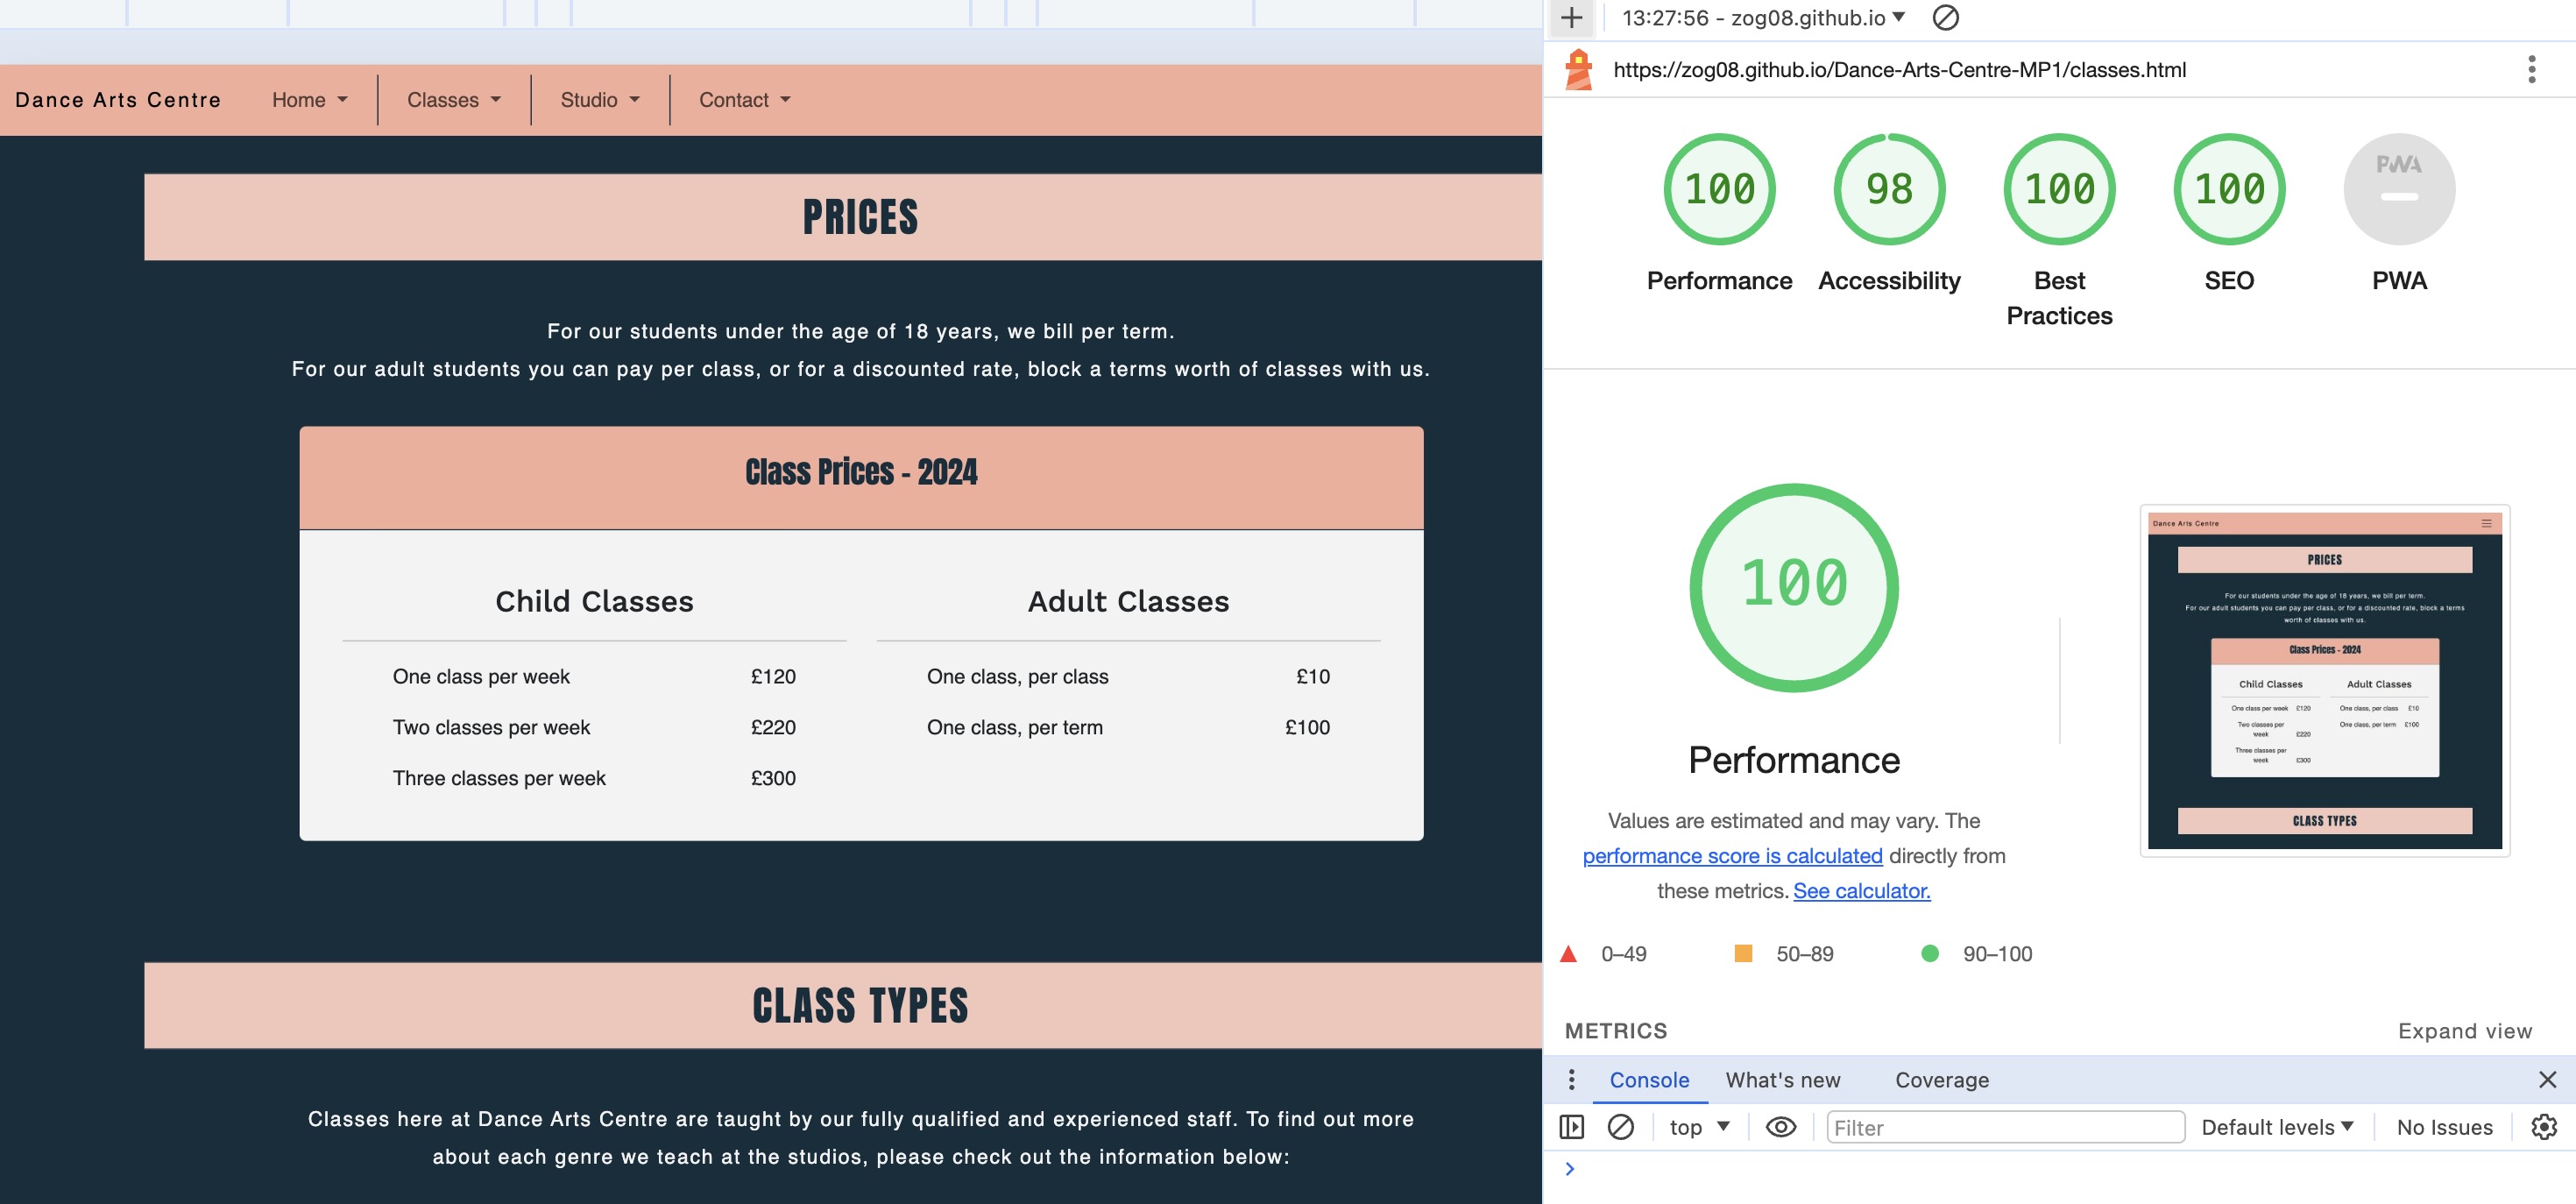 Dance Arts Centre Home Classes Studio Contact
PRICES
For our students under the age of 18 years, we bill per term.
For our adult students you can pay per class, or for a discounted rate, block a terms worth of classes with us.
Class Prices - 2024
Child Classes
One class per week £120
Two classes per week £220
Three classes per week £300
Adult Classes
One class, per class £10
One class, per term £100
CLASS TYPES
Classes here at Dance Arts Centre are taught by our fully qualified and experienced staff. To find out more
about each genre we teach at the studios, please check out the information below:
13:27:56 - zog08.github.io
https://zog08.github.io/Dance-Arts-Centre-MP1/classes.html
100 98 100 100 PWA
Performance Accessibility Best SEO PWA
Practices
100
Performance
Values are estimated and may vary. The
performance score is calculated directly from
these metrics. See calculator.
0–49 50–89 90–100
Dance Arts Centre
PRICES
For our students under the age of 18 years, we bill per term.
For our adult students you can pay per class, or for a discounted rate, block a terms
worth of classes with us.
Class Prices - 2024
Child Classes
One class per week £120
Two classes per
week £220
Three classes per
week £300
Adult Classes
One class, per class £10
One class, per term £100
CLASS TYPES
METRICS Expand view
Console What's new Coverage
top Filter Default levels No Issues